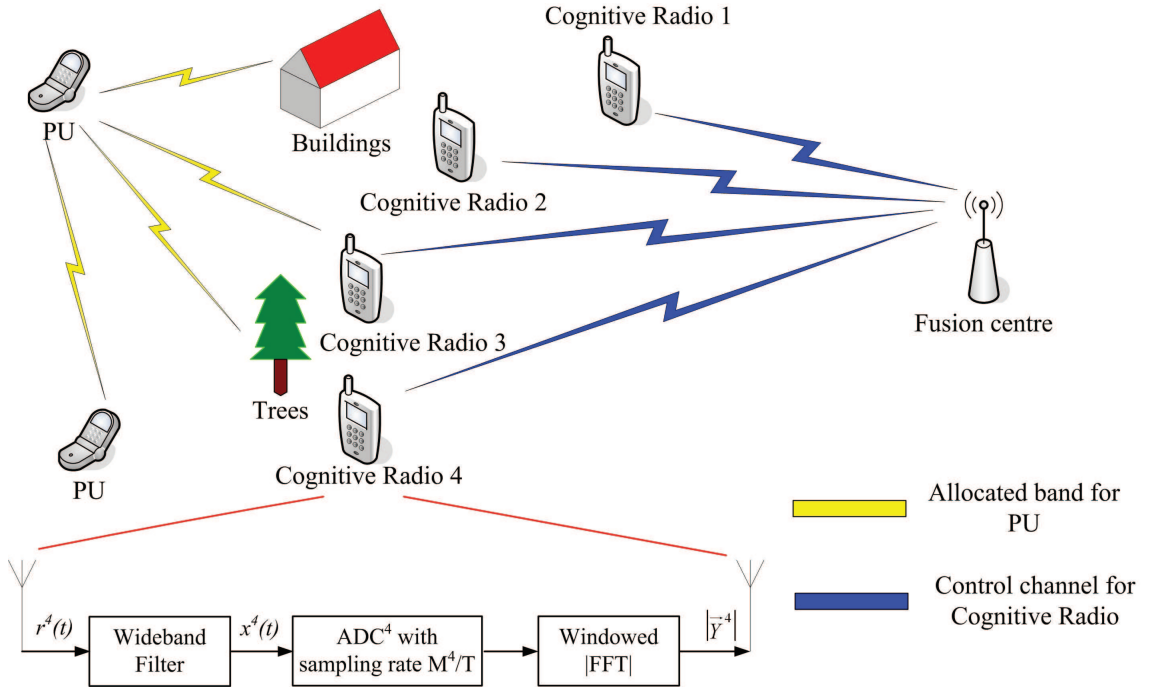 Cognitive Radio 1
PU
Buildings
Cognitive Radio 2
Cognitive Radio 3
Fusion centre
Trees
Cognitive Radio 4
PU
Allocated band for
PU
Control channel for
Cognitive Radio
r⁴(t)
Wideband
Filter
x⁴(t)
ADC⁴ with
sampling rate M⁴/T
Windowed
|FFT|
|Y⃗⁴|